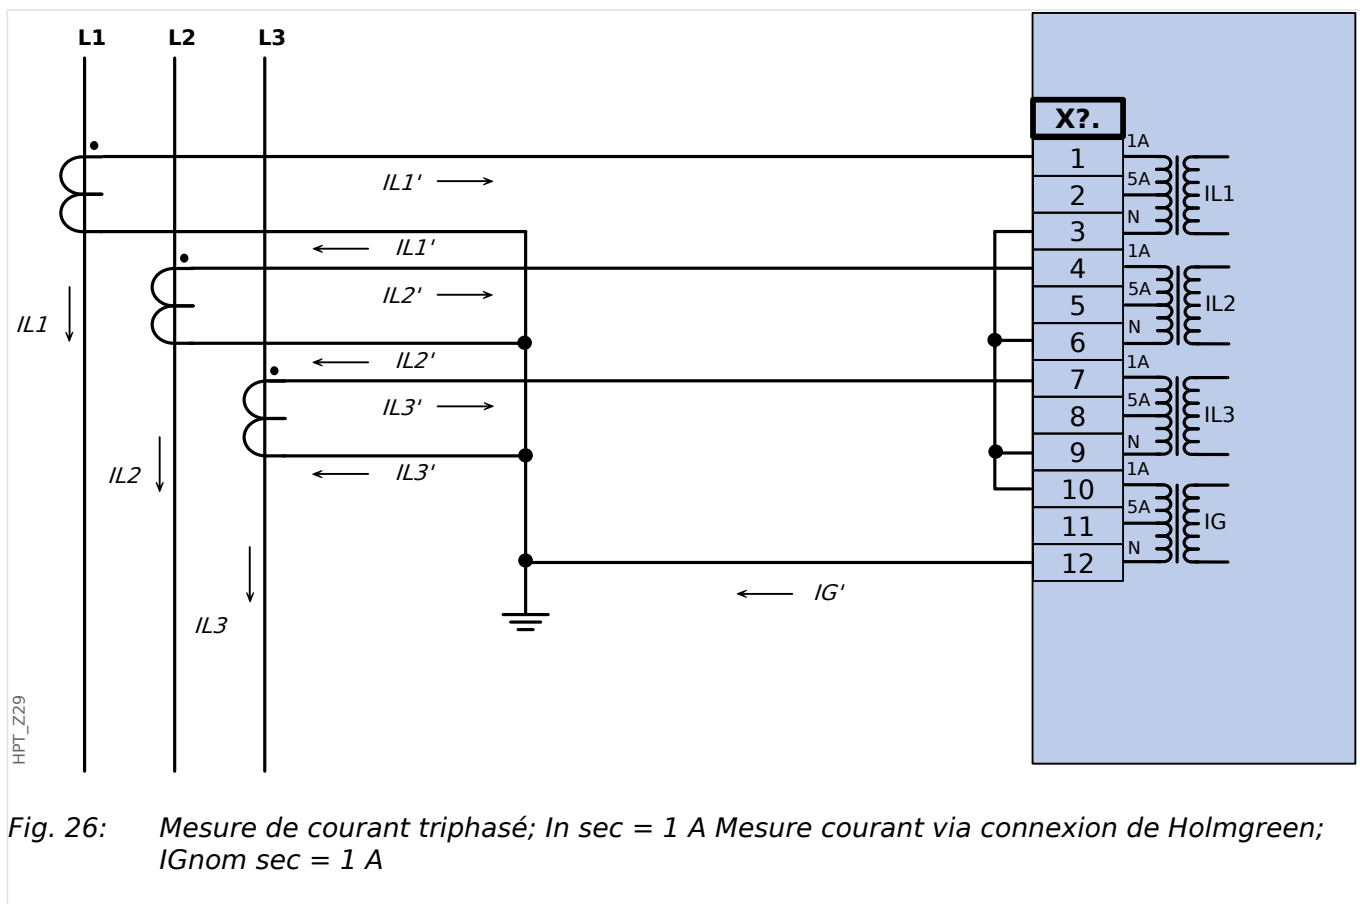 L1 L2 L3
X?.
1 1A
2 5A IL1
3 N
IL1'
IL1'
4 1A
5 5A IL2
6 N
IL2'
IL2'
7 1A
8 5A IL3
9 N
IL3'
IL3'
10 1A
11 5A IG
12 N
IG'
IL1
IL2
IL3
HPT_Z29
Fig. 26: Mesure de courant triphasé; In sec = 1 A Mesure courant via connexion de Holmgreen;
IGnom sec = 1 A